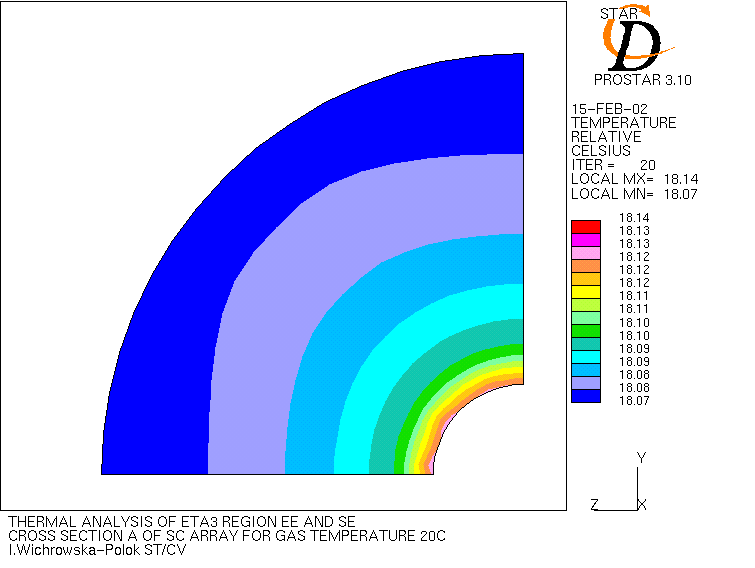 STAR
D
PROSTAR 3.10
15-FEB-02
TEMPERATURE
RELATIVE
CELSIUS
ITER = 20
LOCAL MX= 18.14
LOCAL MN= 18.07
18.14
18.13
18.13
18.12
18.12
18.12
18.11
18.11
18.10
18.10
18.09
18.09
18.08
18.08
18.07
Y
Z
X
THERMAL ANALYSIS OF ETA3 REGION EE AND SE
CROSS SECTION A OF SC ARRAY FOR GAS TEMPERATURE 20C
I.Wichrowska-Polok ST/CV